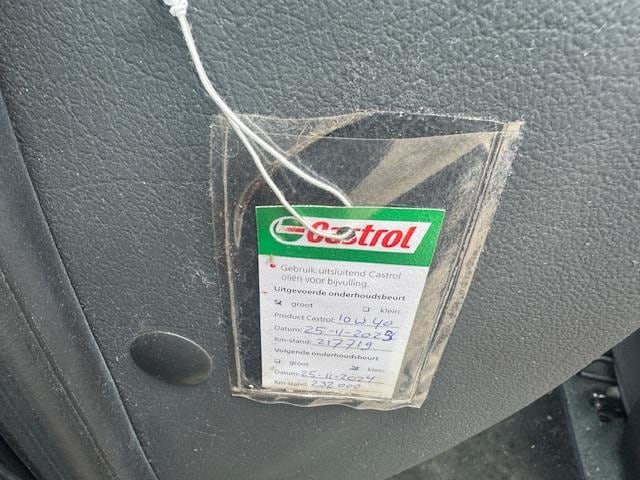 Castrol
Gebruik uitsluitend Castrol
oliën voor bijvulling.
Uitgevoerde onderhoudsbeurt
groot klein
Product Castrol: 10W40
Datum: 25-11-2023
Km-stand: 217719
Volgende onderhoudsbeurt
groot klein
Datum: 25-11-2024
Km-stand: 232000